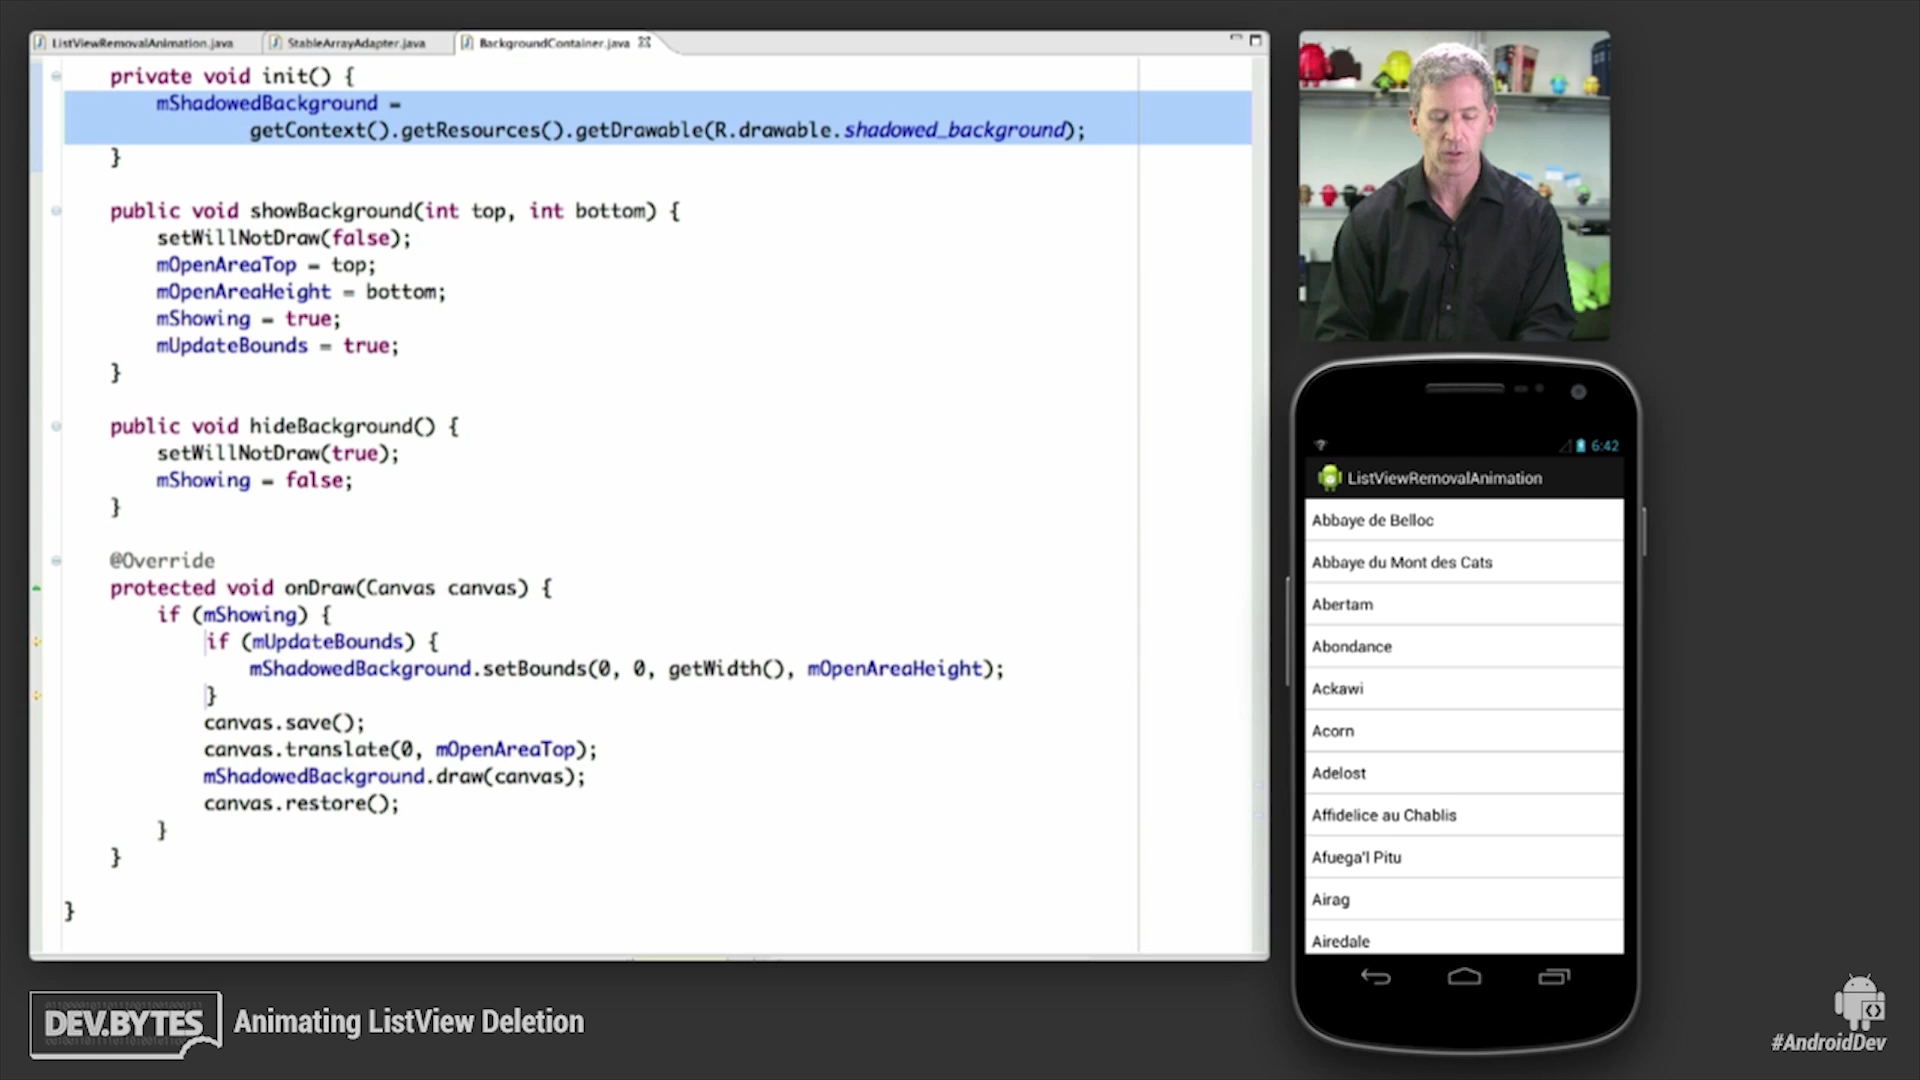 ListViewRemovalAnimation.java
StableArrayAdapter.java
BackgroundContainer.java
private void init() {
mShadowedBackground =
getContext().getResources().getDrawable(R.drawable.shadowed_background);
}
public void showBackground(int top, int bottom) {
setWillNotDraw(false);
mOpenAreaTop = top;
mOpenAreaHeight = bottom;
mShowing = true;
mUpdateBounds = true;
}
public void hideBackground() {
setWillNotDraw(true);
mShowing = false;
}
@Override
protected void onDraw(Canvas canvas) {
if (mShowing) {
if (mUpdateBounds) {
mShadowedBackground.setBounds(0, 0, getWidth(), mOpenAreaHeight);
}
canvas.save();
canvas.translate(0, mOpenAreaTop);
mShadowedBackground.draw(canvas);
canvas.restore();
}
}
}
6:42
ListViewRemovalAnimation
Abbaye de Belloc
Abbaye du Mont des Cats
Abertam
Abondance
Ackawi
Acorn
Adelost
Affidelice au Chablis
Afuega'l Pitu
Airag
Airedale
DEV.BYTES
Animating ListView Deletion
#AndroidDev